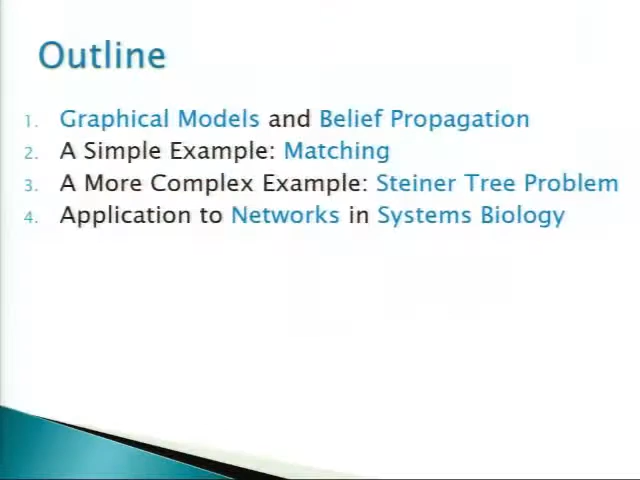 Outline
1. Graphical Models and Belief Propagation
2. A Simple Example: Matching
3. A More Complex Example: Steiner Tree Problem
4. Application to Networks in Systems Biology